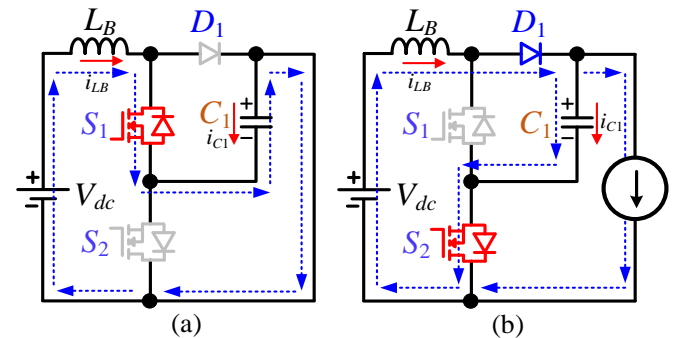 L_B D_1
i_LB
S_1 C_1
i_C1
+
−
+
−
V_dc
S_2
(a)
L_B D_1
i_LB
S_1 C_1
i_C1
+
−
+
−
V_dc
S_2
(b)